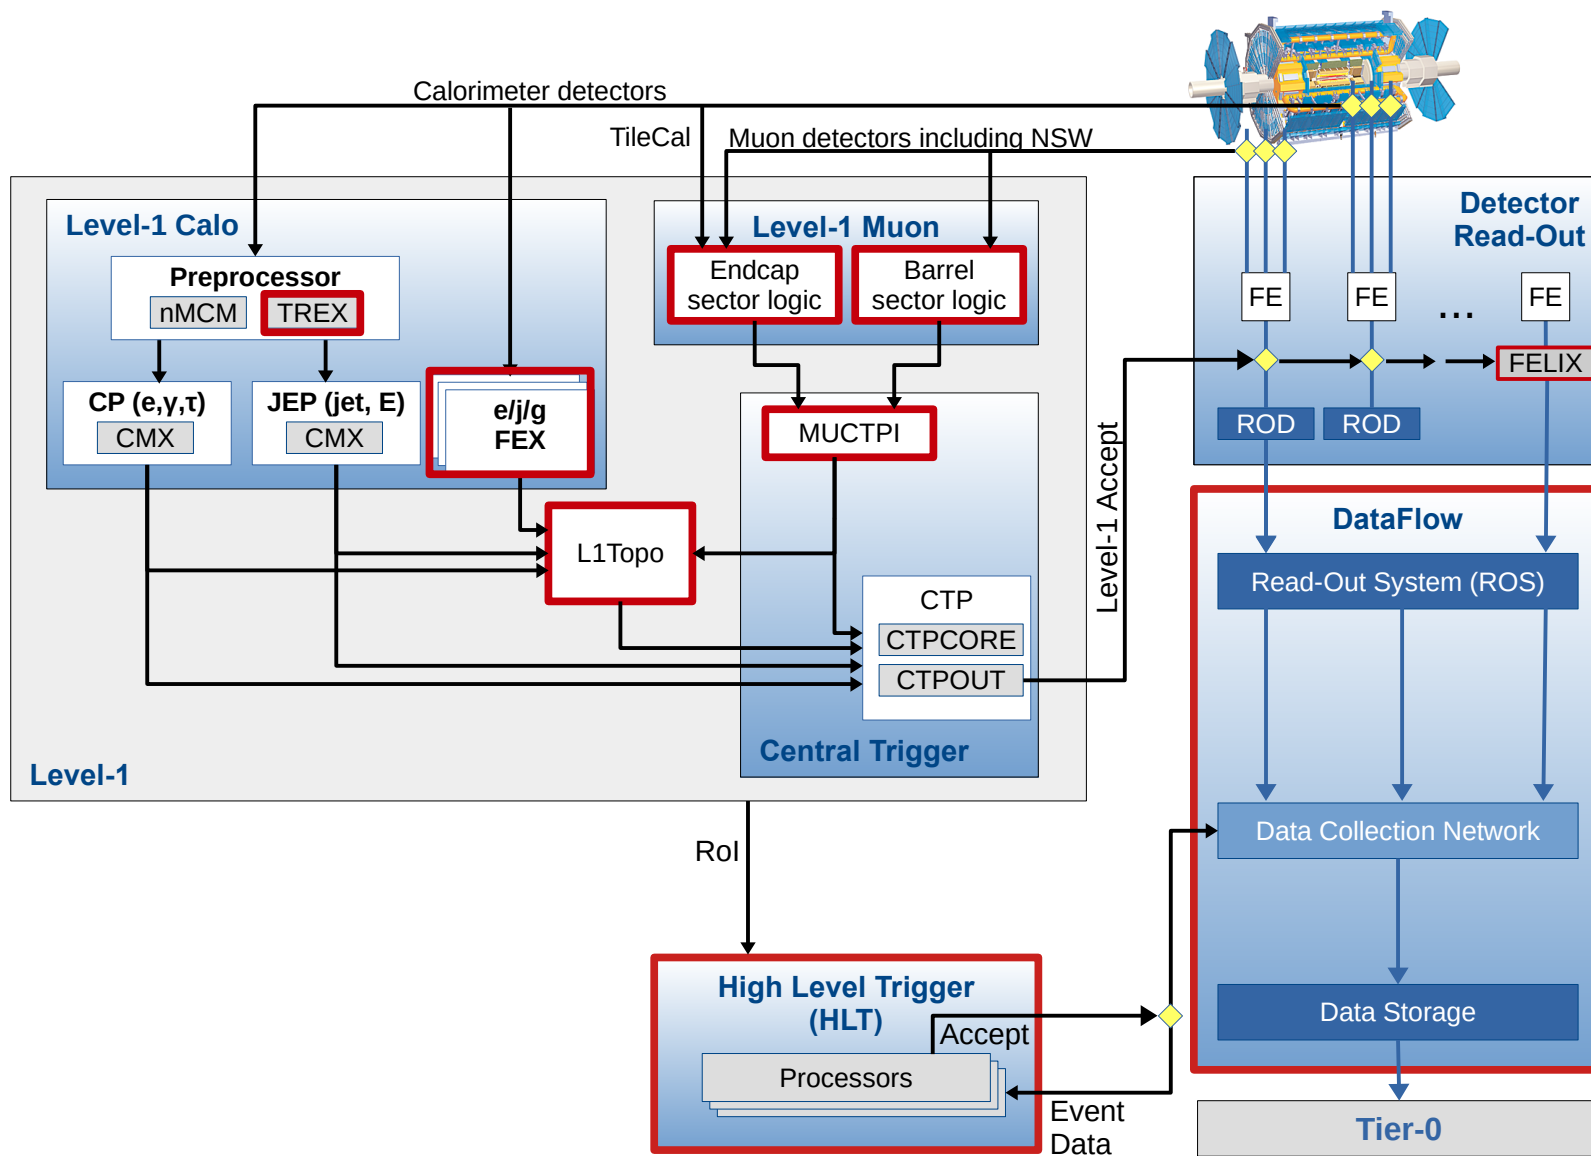 Calorimeter detectors
TileCal
Muon detectors including NSW
Level-1 Calo
Preprocessor
nMCM
TREX
CP (e,γ,τ)
CMX
JEP (jet, E)
CMX
e/j/g
FEX
Level-1 Muon
Endcap
sector logic
Barrel
sector logic
MUCTPI
L1Topo
CTP
CTPCORE
CTPOUT
Central Trigger
Level-1
Level-1 Accept
Detector
Read-Out
FE
FE
...
FE
FELIX
ROD
ROD
DataFlow
Read-Out System (ROS)
Data Collection Network
Data Storage
Tier-0
RoI
High Level Trigger
(HLT)
Accept
Processors
Event
Data